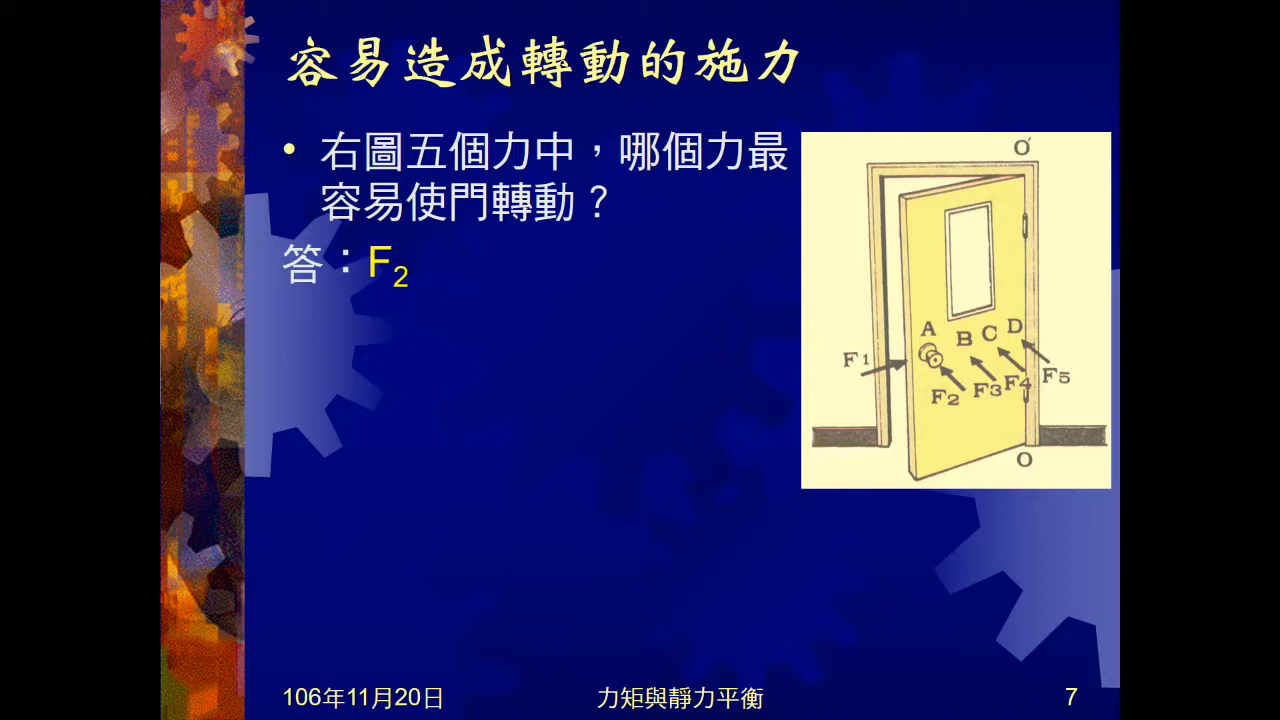 容易造成轉動的施力
• 右圖五個力中，哪個力最
容易使門轉動？
答：F₂
O'
A
B C D
F1
F2 F3 F4 F5
O
106年11月20日
力矩與靜力平衡
7